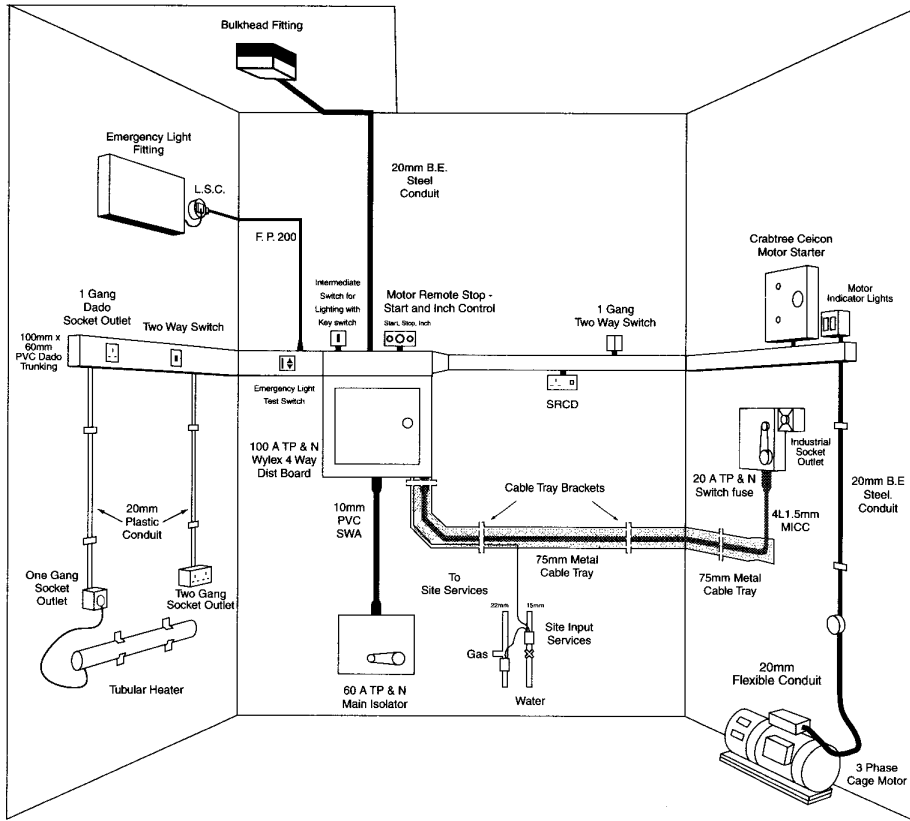 Bulkhead Fitting
Emergency Light
Fitting
L.S.C.
F. P. 200
20mm B.E.
Steel
Conduit
Crabtree Ceicon
Motor Starter
Motor
Indicator Lights
1 Gang
Dado
Socket Outlet
Two Way Switch
100mm x
60mm
PVC Dado
Trunking
Intermediate
Switch for
Lighting with
Key switch
Motor Remote Stop -
Start and Inch Control
Start, Stop, Inch
1 Gang
Two Way Switch
Emergency Light
Test Switch
SRCD
100 A TP & N
Wylex 4 Way
Dist Board
Industrial
Socket
Outlet
20 A TP & N
Switch fuse
20mm B.E
Steel.
Conduit
Cable Tray Brackets
10mm
PVC
SWA
4L1.5mm
MICC
20mm
Plastic
Conduit
75mm Metal
Cable Tray
75mm Metal
Cable Tray
To
Site Services
One Gang
Socket
Outlet
Two Gang
Socket Outlet
22mm
15mm
Site Input
Services
Gas
Water
Tubular Heater
60 A TP & N
Main Isolator
20mm
Flexible Conduit
3 Phase
Cage Motor